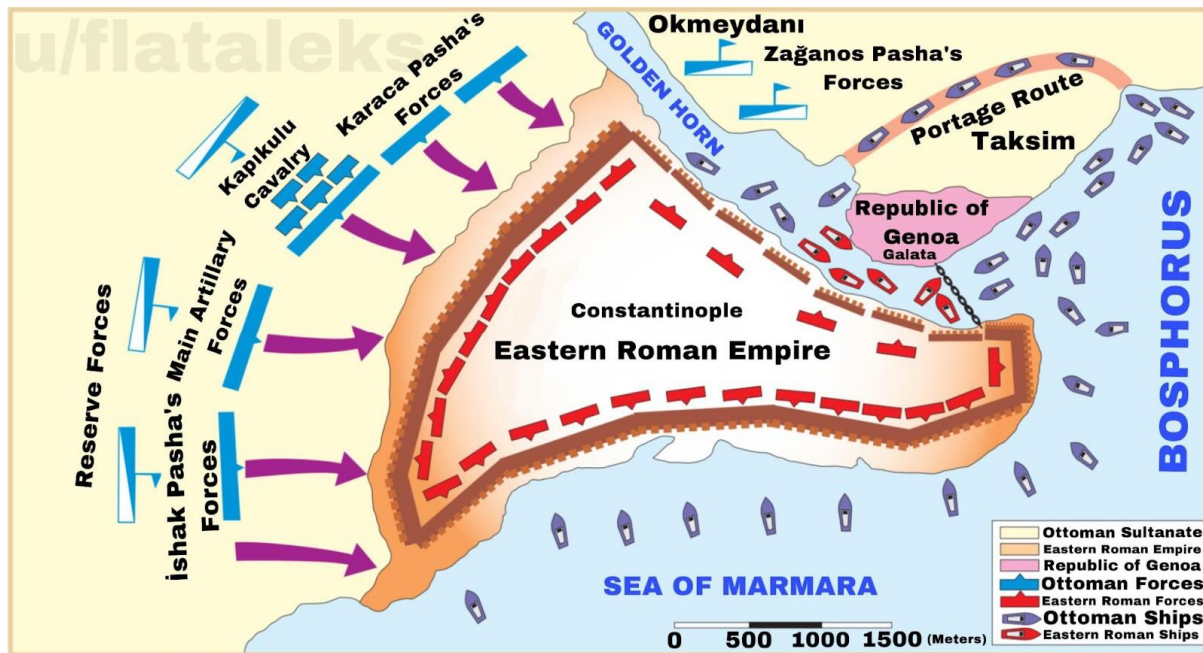 u/flataleks
Okmeydanı
Zağanos Pasha's
Forces
GOLDEN HORN
Portage Route
Taksim
Karaca Pasha's
Forces
Kapıkulu
Cavalry
Republic of
Genoa
Galata
BOSPHORUS
Main Artillary
Forces
Reserve Forces
İshak Pasha's
Forces
Constantinople
Eastern Roman Empire
SEA OF MARMARA
0 500 1000 1500 (Meters)
Ottoman Sultanate
Eastern Roman Empire
Republic of Genoa
Ottoman Forces
Eastern Roman Forces
Ottoman Ships
Eastern Roman Ships